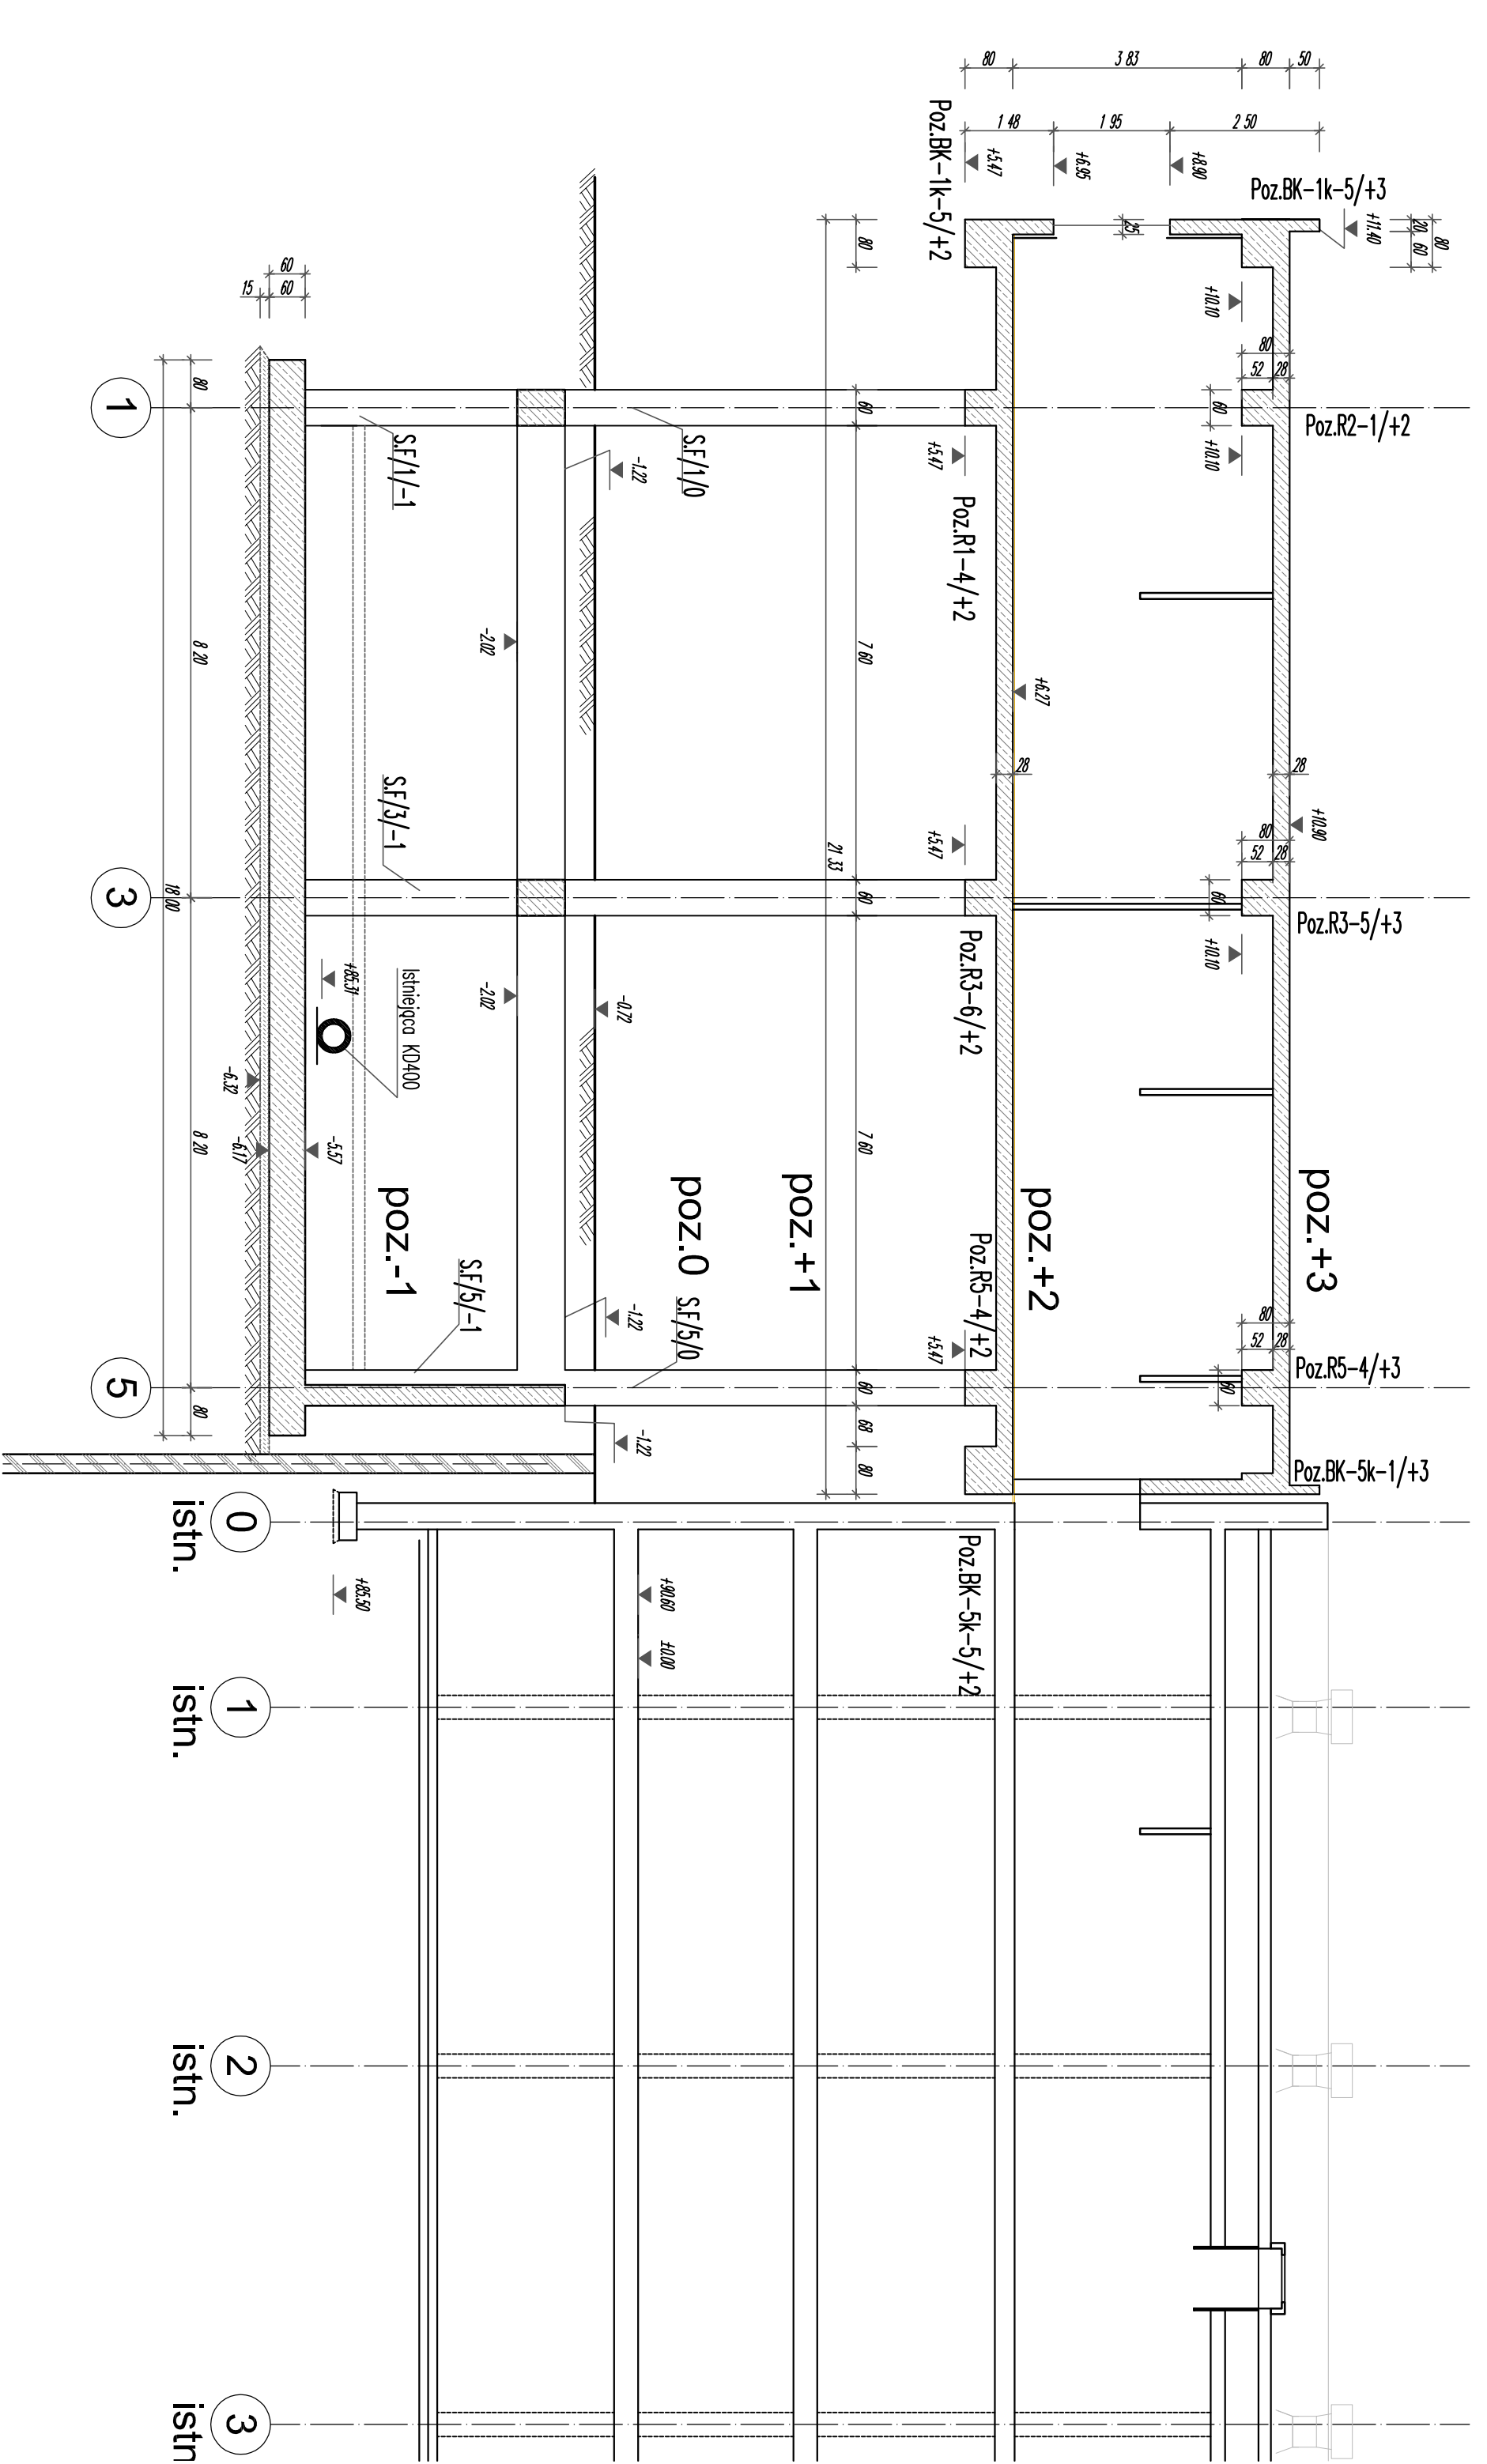 50
80
3 83
80
2 50
1 95
1 48
+8.90
+6.95
+5.47
Poz.BK-1k-5/+3
Poz.BK-1k-5/+2
+11.40
80
20
60
25
80
+10.10
80
52
28
60
Poz.R2-1/+2
+10.10
60
+5.47
Poz.R1-4/+2
7 60
+6.27
28
28
+10.90
80
52
28
60
Poz.R3-5/+3
+10.10
+5.47
21 33
60
Poz.R3-6/+2
7 60
poz.+3
poz.+2
poz.+1
poz.0
poz.-1
80
52
28
60
Poz.R5-4/+3
Poz.R5-4/+2
+5.47
60
68
80
Poz.BK-5k-1/+3
Poz.BK-5k-5/+2
S.F/1/0
-1.22
S.F/1/-1
-2.02
S.F/3/-1
-2.02
-0.72
Istniejąca KD400
+85.31
-6.32
-6.17
-5.57
S.F/5/-1
S.F/5/0
-1.22
-1.22
60
60
15
80
8 20
8 20
80
18 00
1
3
5
+85.50
+90.60
±0.00
0
istn.
1
istn.
2
istn.
3
istn